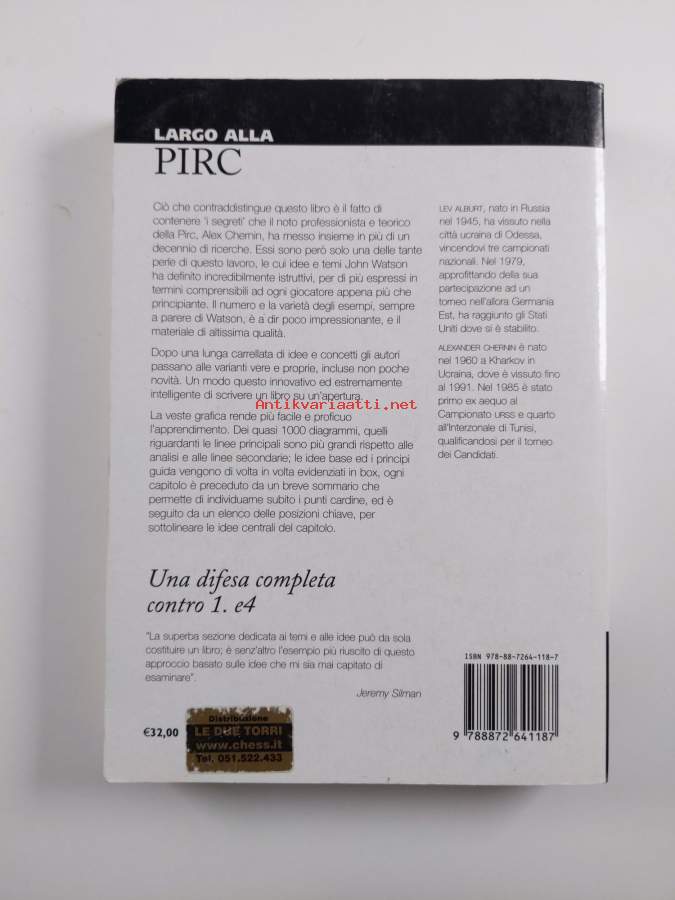 LARGO ALLA
PIRC
Ciò che contraddistingue questo libro è il fatto di
contenere 'i segreti' che il noto professionista e teorico
della Pirc, Alex Chernin, ha messo insieme in più di un
decennio di ricerche. Essi sono però solo una delle tante
perle di questo lavoro, le cui idee e temi John Watson
ha definito incredibilmente istruttivi, per di più espressi in
termini comprensibili ad ogni giocatore appena più che
principiante. Il numero e la varietà degli esempi, sempre
a parere di Watson, è a dir poco impressionante, e il
materiale di altissima qualità.
Dopo una lunga carrellata di idee e concetti gli autori
passano alle varianti vere e proprie, incluse non poche
novità. Un modo questo innovativo ed estremamente
intelligente di scrivere un libro su un'apertura.
Antikvariaatti.net
La veste grafica rende più facile e proficuo
l'apprendimento. Dei quasi 1000 diagrammi, quelli
riguardanti le linee principali sono più grandi rispetto alle
analisi e alle linee secondarie; le idee base ed i principi
guida vengono di volta in volta evidenziati in box, ogni
capitolo è preceduto da un breve sommario che
permette di individuarne subito i punti cardine, ed è
seguito da un elenco delle posizioni chiave, per
sottolineare le idee centrali del capitolo.
Una difesa completa
contro 1. e4
"La superba sezione dedicata ai temi e alle idee può da sola
costituire un libro; è senz'altro l'esempio più riuscito di questo
approccio basato sulle idee che mi sia mai capitato di
esaminare".
Jeremy Silman
€32,00
Distribuzione
LE DUE TORRI
www.chess.it
Tel. 051.522.433
LEV ALBURT, nato in Russia
nel 1945, ha vissuto nella
città ucraina di Odessa,
vincendovi tre campionati
nazionali. Nel 1979,
approfittando della sua
partecipazione ad un
torneo nell'allora Germania
Est, ha raggiunto gli Stati
Uniti dove si è stabilito.
ALEXANDER CHERNIN è nato
nel 1960 a Kharkov in
Ucraina, dove è vissuto fino
al 1991. Nel 1985 è stato
primo ex aequo al
Campionato URSS e quarto
all'Interzonale di Tunisi,
qualificandosi per il torneo
dei Candidati.
ISBN 978-88-7264-118-7
9 788872 641187